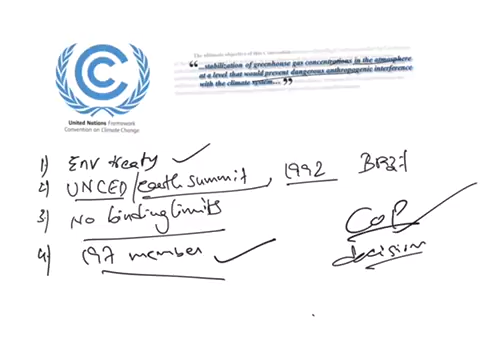 The ultimate objective of this convention
“...stabilization of greenhouse gas concentrations in the atmosphere
at a level that would prevent dangerous anthropogenic interference
with the climate system...”
United Nations Framework
Convention on Climate Change
1) ENV treaty
2) UNCED/earth summit, 1992 Brazil
3) No binding limits
4) 197 member
CoP
decision